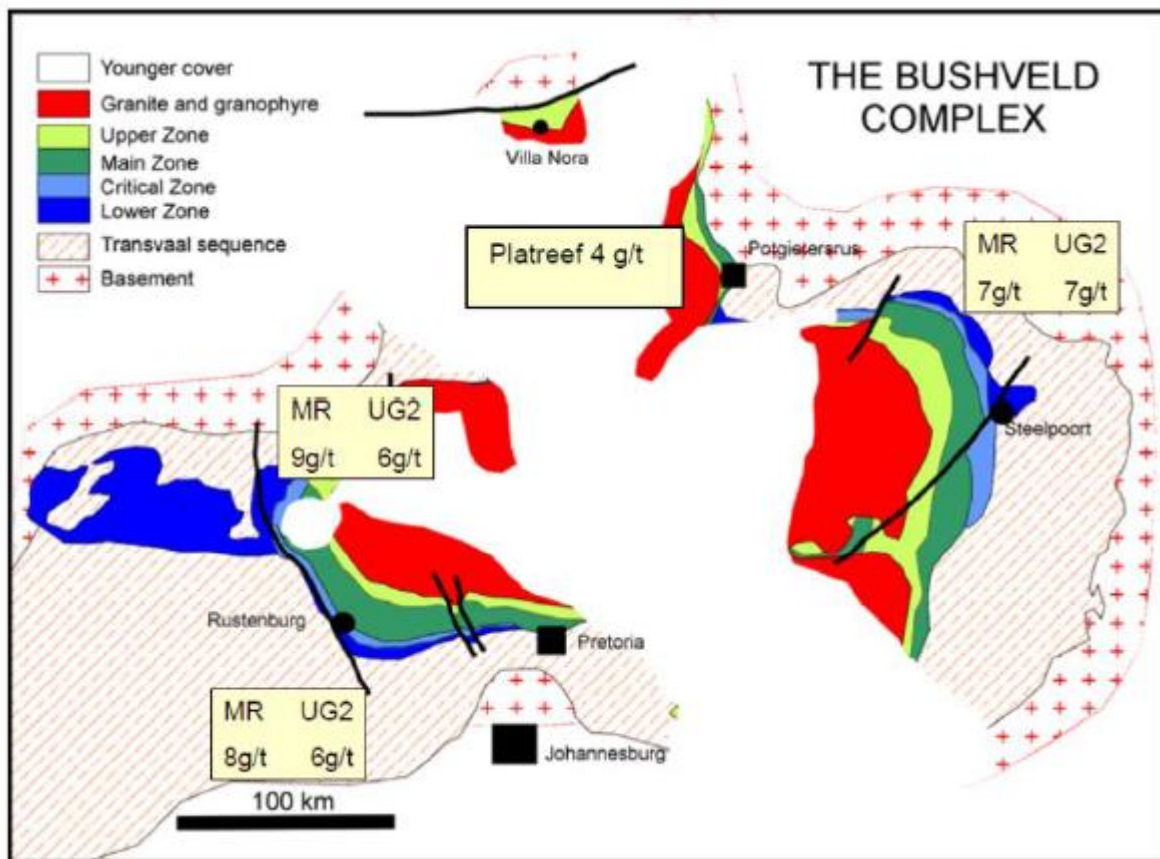 THE BUSHVELD
COMPLEX
Younger cover
Granite and granophyre
Upper Zone
Main Zone
Critical Zone
Lower Zone
Transvaal sequence
Basement
Villa Nora
Platreef 4 g/t
Potgietersrus
MR UG2
7g/t 7g/t
MR UG2
9g/t 6g/t
Steelpoort
Rustenburg
Pretoria
MR UG2
8g/t 6g/t
Johannesburg
100 km